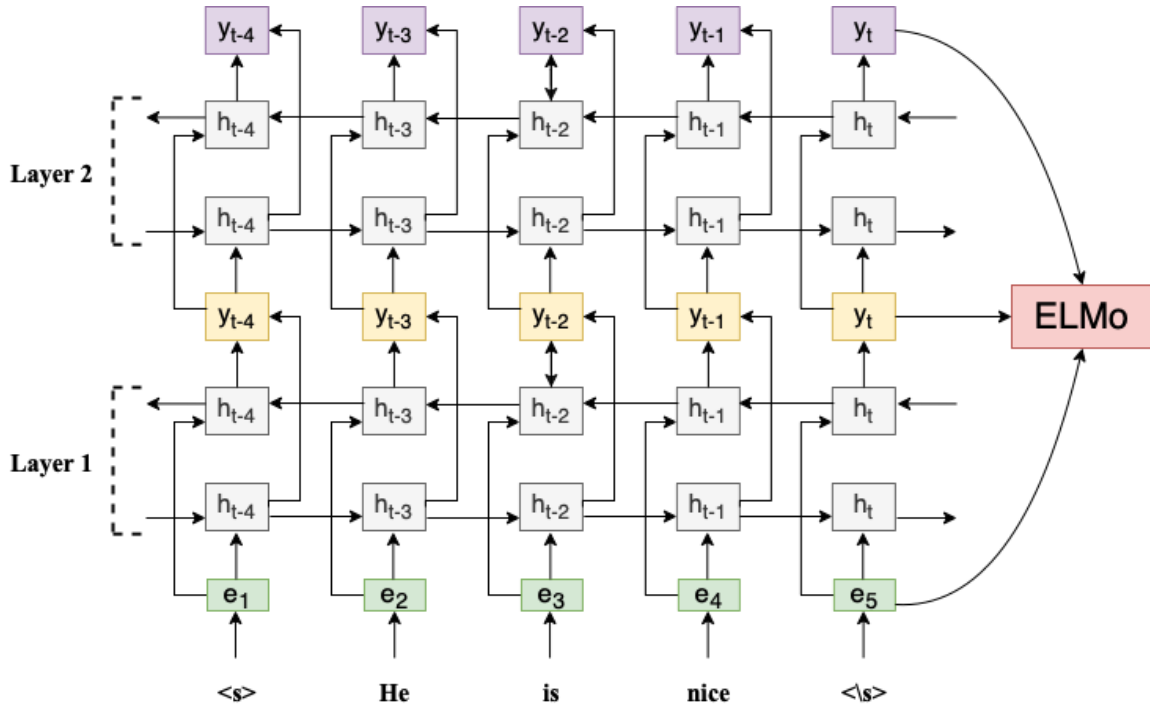 y_{t-4} y_{t-3} y_{t-2} y_{t-1} y_t
h_{t-4} h_{t-3} h_{t-2} h_{t-1} h_t
Layer 2
h_{t-4} h_{t-3} h_{t-2} h_{t-1} h_t
y_{t-4} y_{t-3} y_{t-2} y_{t-1} y_t ELMo
h_{t-4} h_{t-3} h_{t-2} h_{t-1} h_t
Layer 1
h_{t-4} h_{t-3} h_{t-2} h_{t-1} h_t
e_1 e_2 e_3 e_4 e_5
<s> He is nice <\s>